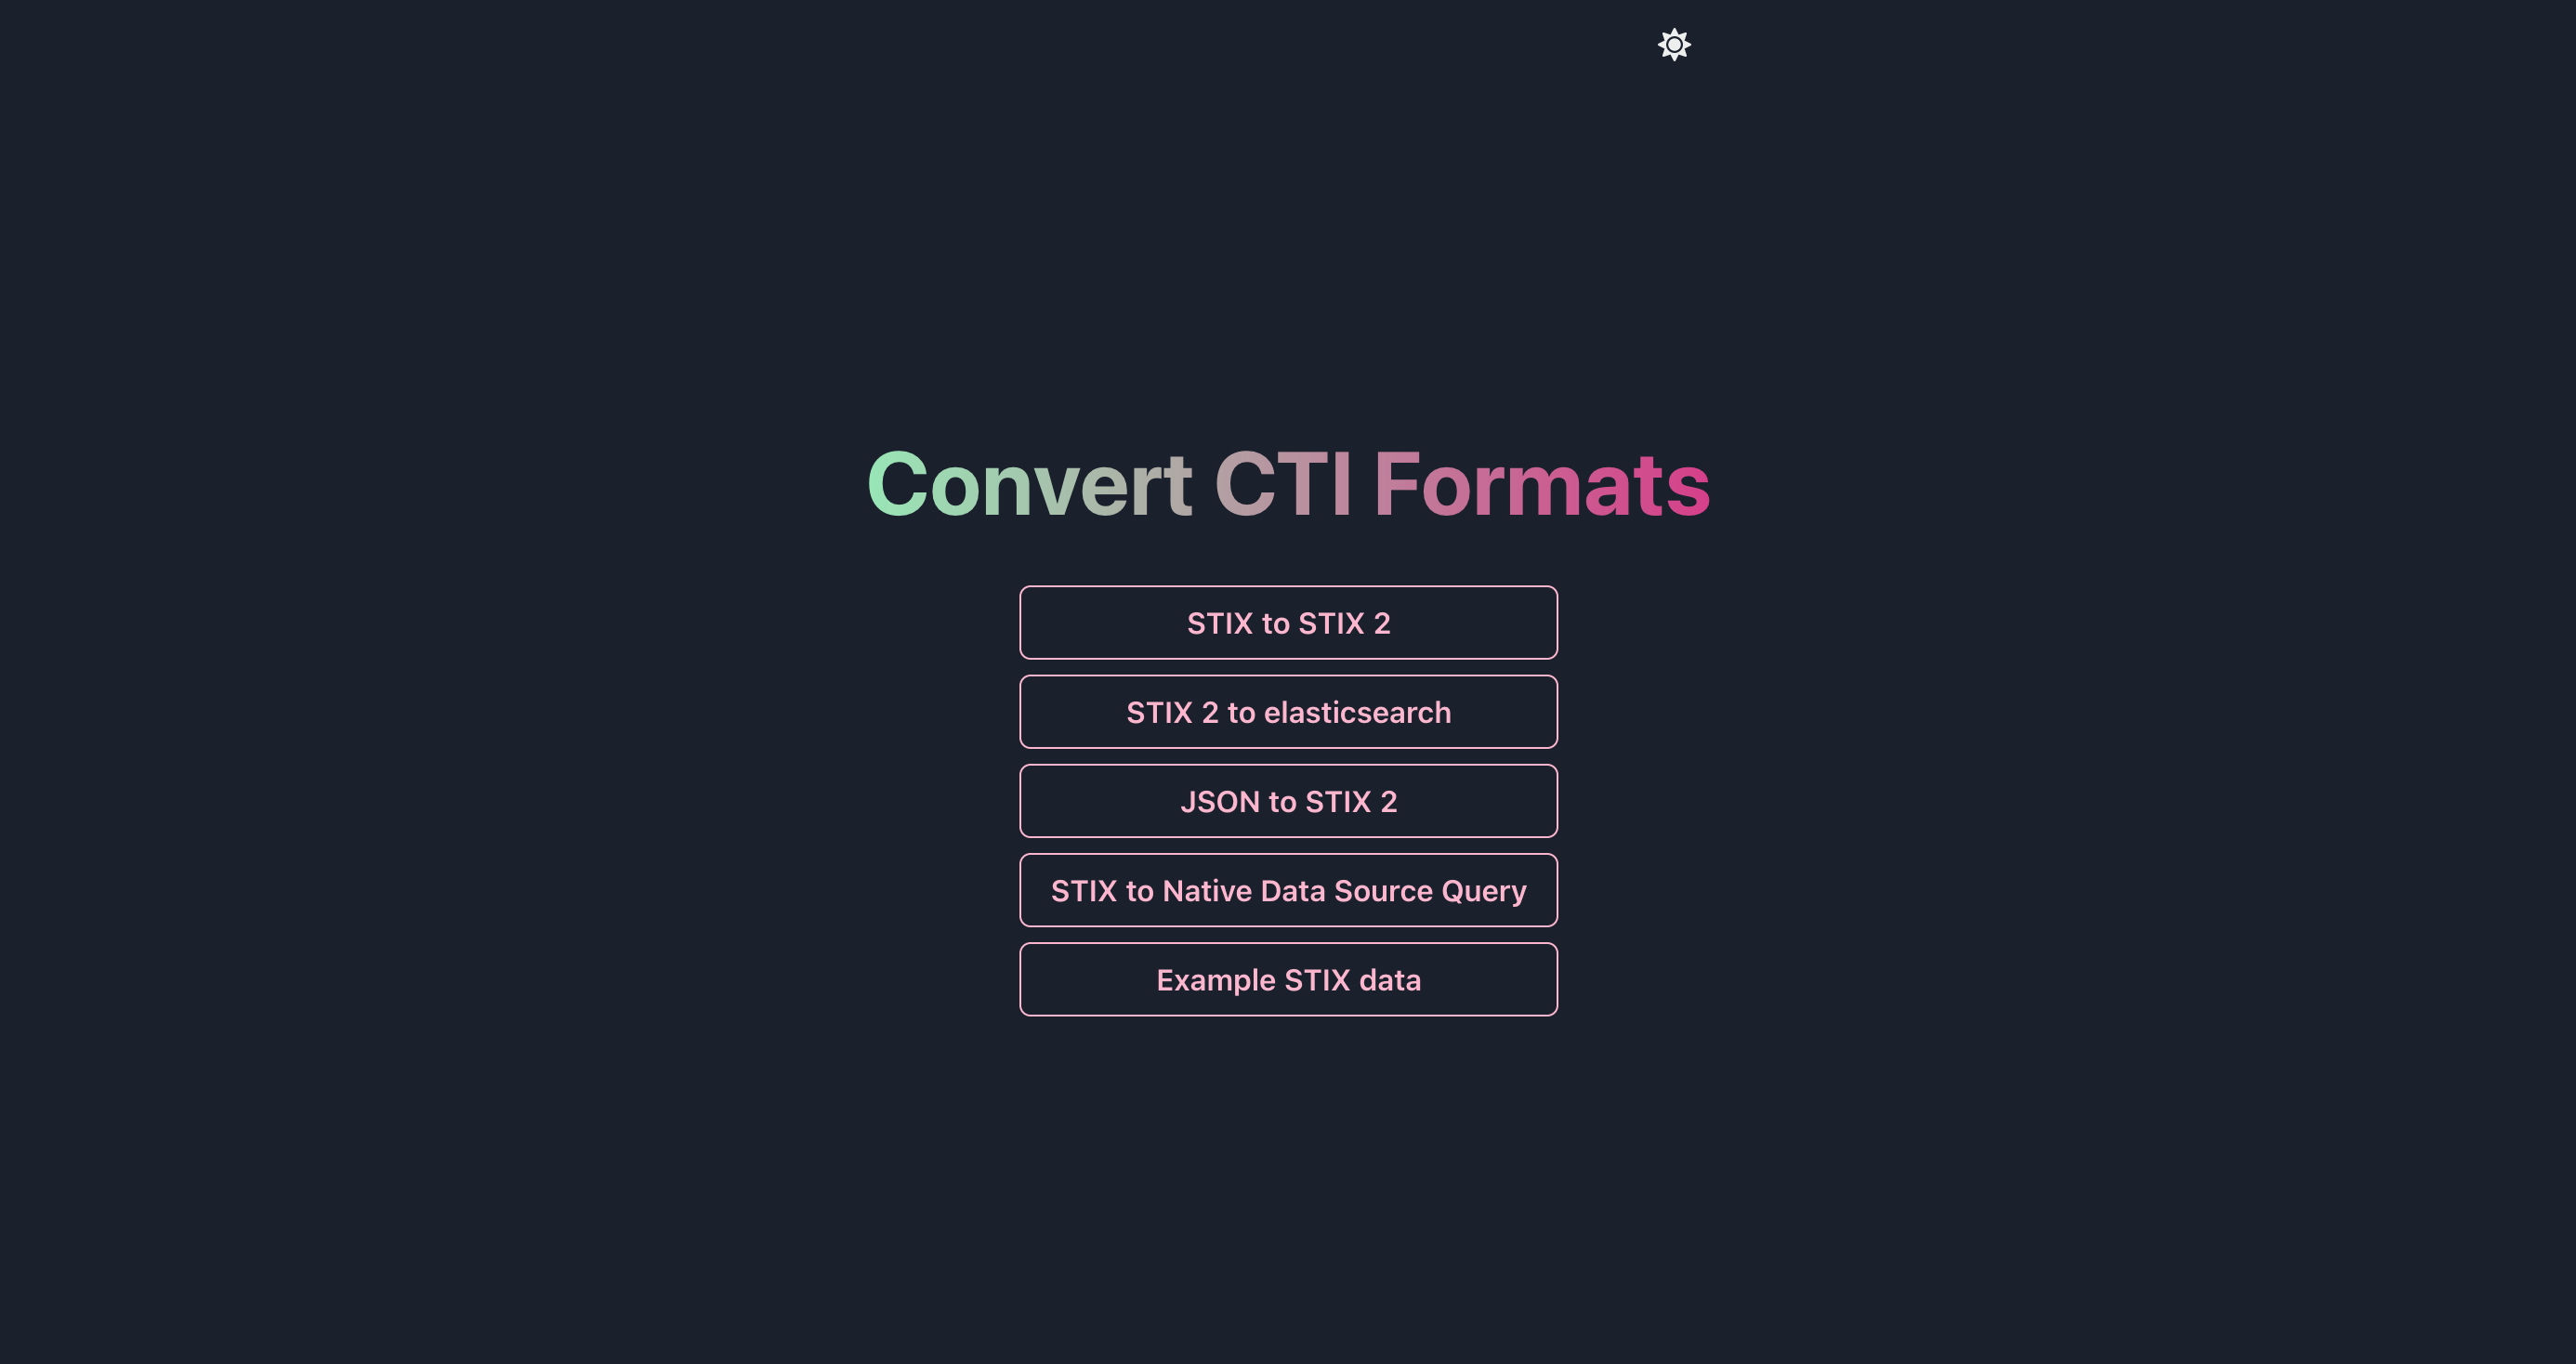 Convert CTI Formats
STIX to STIX 2
STIX 2 to elasticsearch
JSON to STIX 2
STIX to Native Data Source Query
Example STIX data